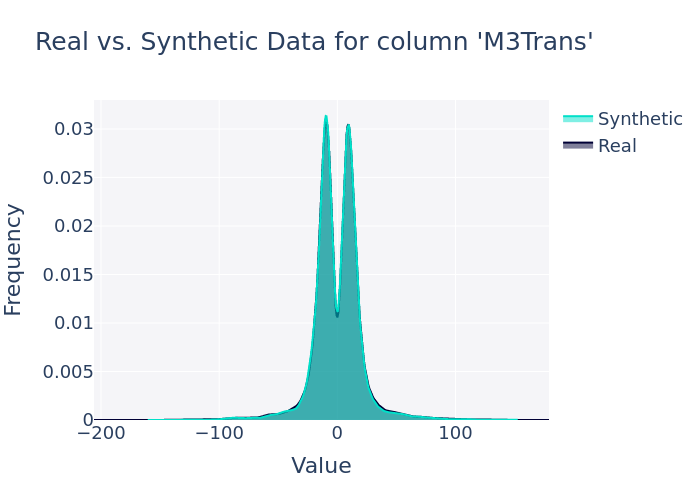 Real vs. Synthetic Data for column 'M3Trans'
Synthetic
Real
Frequency
0.03
0.025
0.02
0.015
0.01
0.005
0
−200
−100
0
100
Value